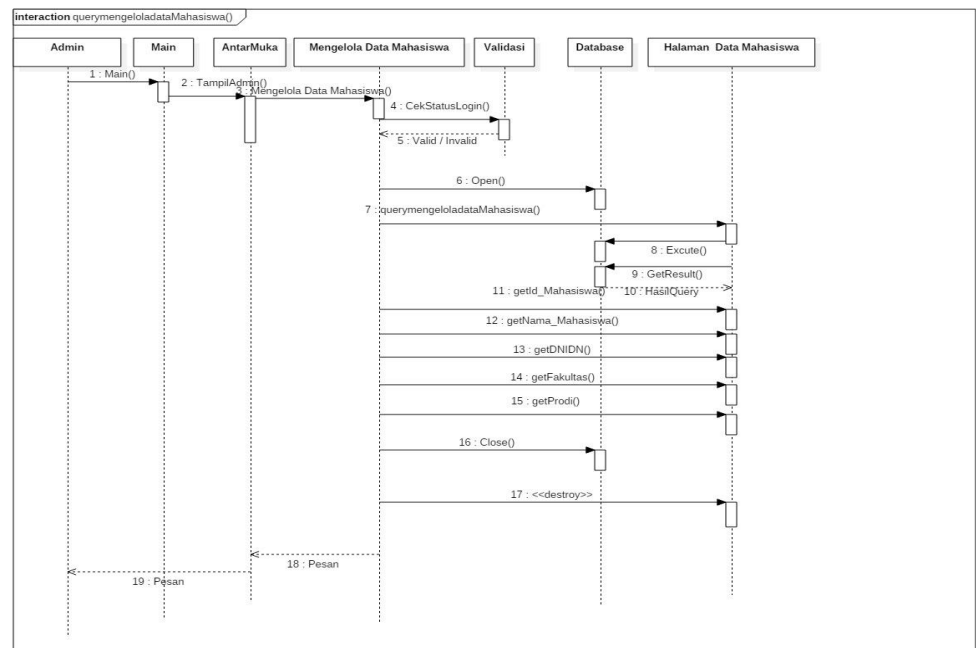 interaction querymengeloladataMahasiswa()
Admin
Main
AntarMuka
Mengelola Data Mahasiswa
Validasi
Database
Halaman Data Mahasiswa
1 : Main()
2 : TampilAdmin()
3 : Mengelola Data Mahasiswa()
4 : CekStatusLogin()
5 : Valid / Invalid
6 : Open()
7 : querymengeloladataMahasiswa()
8 : Excute()
9 : GetResult()
10 : HasilQuery
11 : getId_Mahasiswa()
12 : getNama_Mahasiswa()
13 : getDNIDN()
14 : getFakultas()
15 : getProdi()
16 : Close()
17 : <<destroy>>
18 : Pesan
19 : Pesan